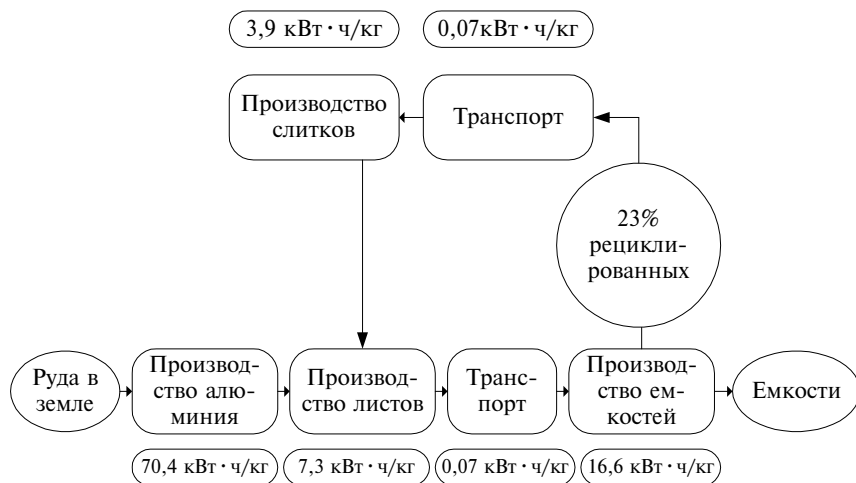 3,9 кВт · ч/кг
0,07кВт · ч/кг
Производство
слитков
Транспорт
23%
рецикли-
рованных
Руда в
земле
Производ-
ство алю-
миния
Производ-
ство листов
Транс-
порт
Производ-
ство ем-
костей
Емкости
70,4 кВт · ч/кг
7,3 кВт · ч/кг
0,07 кВт · ч/кг
16,6 кВт · ч/кг